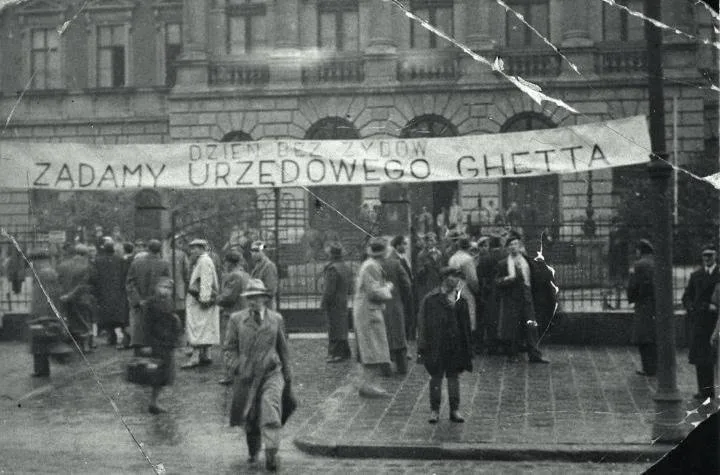 DZIEŃ BEZ ŻYDÓW
ŻĄDAMY URZĘDOWEGO GHETTA